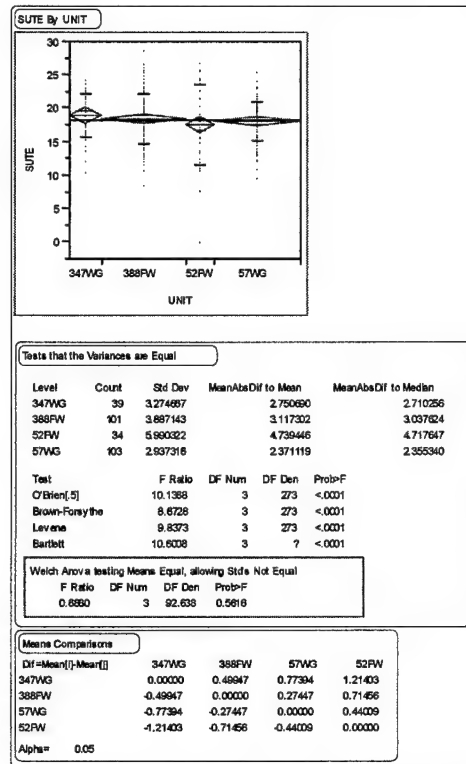 SUTE By UNIT
30
25
20
15
10
5
0
SUTE
347WG 388FW 52FW 57WG
UNIT
Tests that the Variances are Equal
Level Count Std Dev MeanAbsDif to Mean MeanAbsDif to Median
347WG 39 3.274687 2.750690 2.710256
388FW 101 3.887143 3.117302 3.037624
52FW 34 5.990322 4.739446 4.717647
57WG 103 2.937316 2.371119 2.355340
Test F Ratio DF Num DF Den Prob>F
O'Brien[.5] 10.1368 3 273 <.0001
Brown-Forsythe 8.6728 3 273 <.0001
Levene 9.8373 3 273 <.0001
Bartlett 10.6008 3 ? <.0001
Welch Anova testing Means Equal, allowing Std's Not Equal
F Ratio DF Num DF Den Prob>F
0.6860 3 92.638 0.5616
Means Comparisons
Dif=Mean[i]-Mean[j] 347WG 388FW 57WG 52FW
347WG 0.00000 0.49947 0.77394 1.21403
388FW -0.49947 0.00000 0.27447 0.71456
57WG -0.77394 -0.27447 0.00000 0.44009
52FW -1.21403 -0.71456 -0.44009 0.00000
Alpha= 0.05